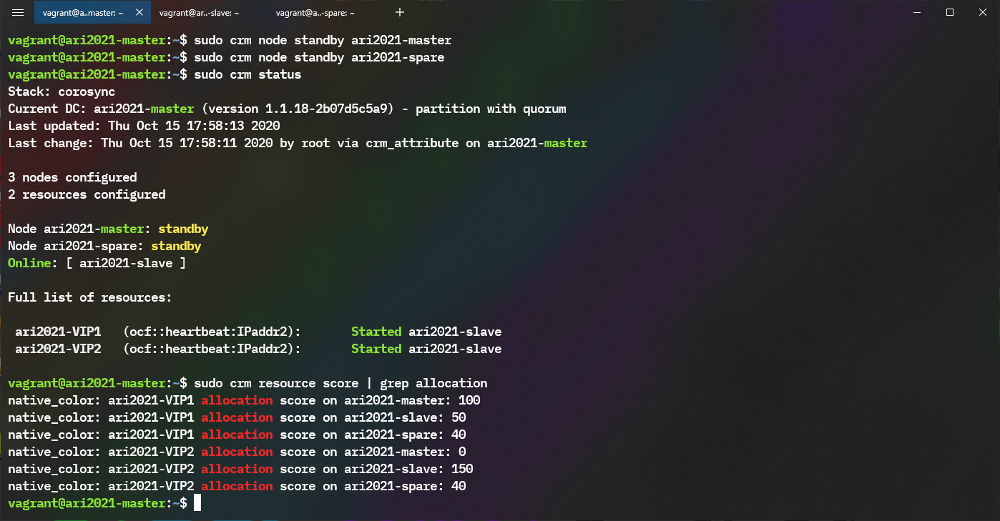 vagrant@a..master: ~
vagrant@ar..-slave: ~
vagrant@a..-spare: ~
vagrant@ari2021-master:~$ sudo crm node standby ari2021-master
vagrant@ari2021-master:~$ sudo crm node standby ari2021-spare
vagrant@ari2021-master:~$ sudo crm status
Stack: corosync
Current DC: ari2021-master (version 1.1.18-2b07d5c5a9) - partition with quorum
Last updated: Thu Oct 15 17:58:13 2020
Last change: Thu Oct 15 17:58:11 2020 by root via crm_attribute on ari2021-master
3 nodes configured
2 resources configured
Node ari2021-master: standby
Node ari2021-spare: standby
Online: [ ari2021-slave ]
Full list of resources:
ari2021-VIP1   (ocf::heartbeat:IPaddr2):       Started ari2021-slave
ari2021-VIP2   (ocf::heartbeat:IPaddr2):       Started ari2021-slave
vagrant@ari2021-master:~$ sudo crm resource score | grep allocation
native_color: ari2021-VIP1 allocation score on ari2021-master: 100
native_color: ari2021-VIP1 allocation score on ari2021-slave: 50
native_color: ari2021-VIP1 allocation score on ari2021-spare: 40
native_color: ari2021-VIP2 allocation score on ari2021-master: 0
native_color: ari2021-VIP2 allocation score on ari2021-slave: 150
native_color: ari2021-VIP2 allocation score on ari2021-spare: 40
vagrant@ari2021-master:~$